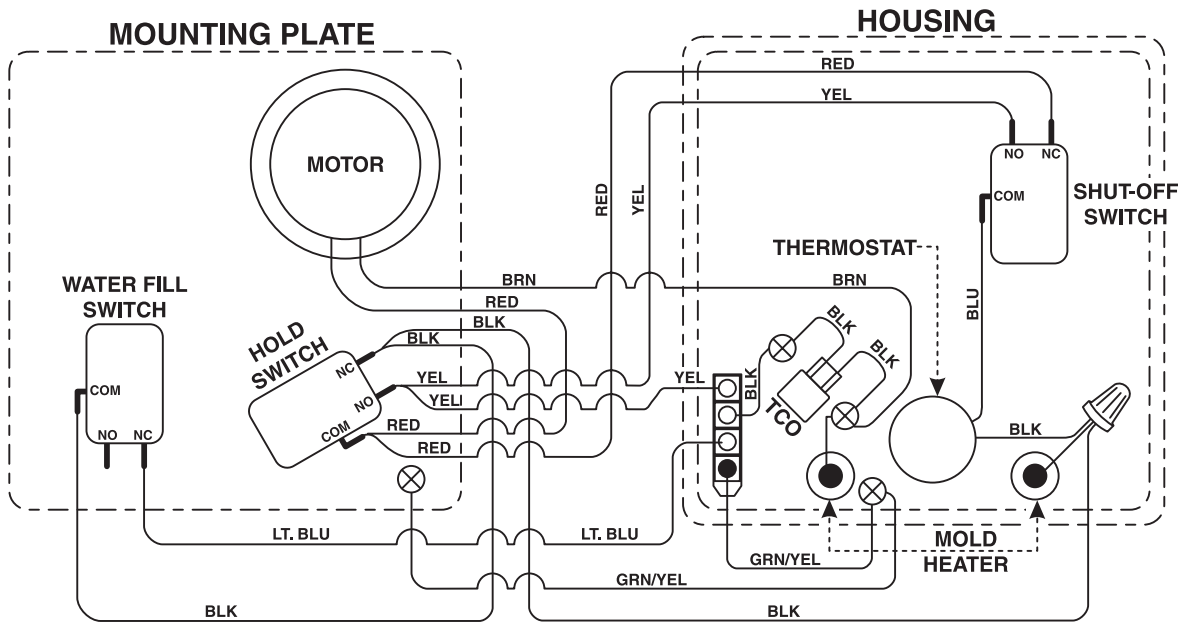 MOUNTING PLATE
HOUSING
RED
YEL
MOTOR
NO NC
COM
SHUT-OFF
SWITCH
RED
YEL
THERMOSTAT
WATER FILL
SWITCH
BRN
BRN
RED
BLU
BLK
BLK
HOLD
SWITCH
BLK
BLK
NC
YEL
YEL
BLK
COM
NO
YEL
TCO
NO NC
COM
RED
RED
BLK
LT. BLU
LT. BLU
MOLD
HEATER
GRN/YEL
GRN/YEL
BLK
BLK